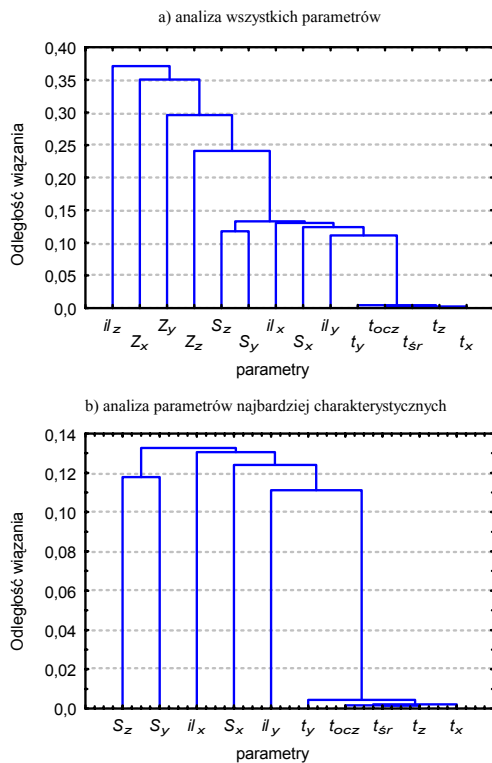 a) analiza wszystkich parametrów
0,40
0,35
0,30
0,25
0,20
0,15
0,10
0,05
0,0
Odległość wiązania
il z Z x Z y Z z S z S y il x S x il y t y t ocz t śr t z t x
parametry
b) analiza parametrów najbardziej charakterystycznych
0,14
0,12
0,10
0,08
0,06
0,04
0,02
0,0
Odległość wiązania
S z S y il x S x il y t y t ocz t śr t z t x
parametry